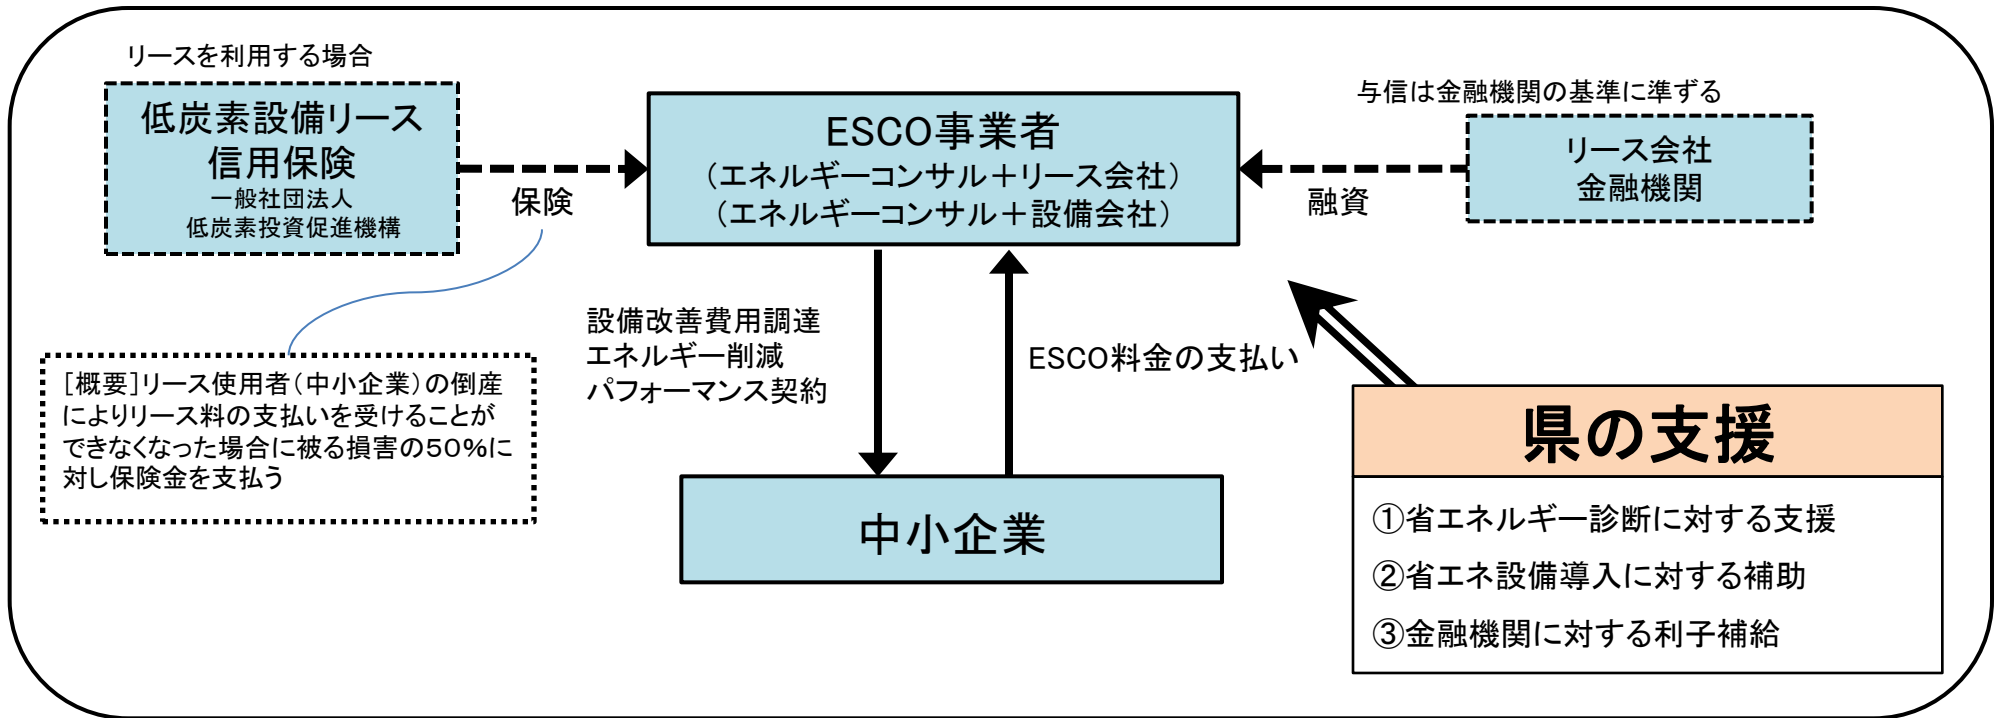 リースを利用する場合
低炭素設備リース
信用保険
一般社団法人
低炭素投資促進機構
保険
ESCO事業者
（エネルギーコンサル＋リース会社）
（エネルギーコンサル＋設備会社）
与信は金融機関の基準に準ずる
リース会社
金融機関
融資
設備改善費用調達
エネルギー削減
パフォーマンス契約
ESCO料金の支払い
［概要］リース使用者（中小企業）の倒産
によりリース料の支払いを受けることが
できなくなった場合に被る損害の50％に
対し保険金を支払う
中小企業
県の支援
①省エネルギー診断に対する支援
②省エネ設備導入に対する補助
③金融機関に対する利子補給